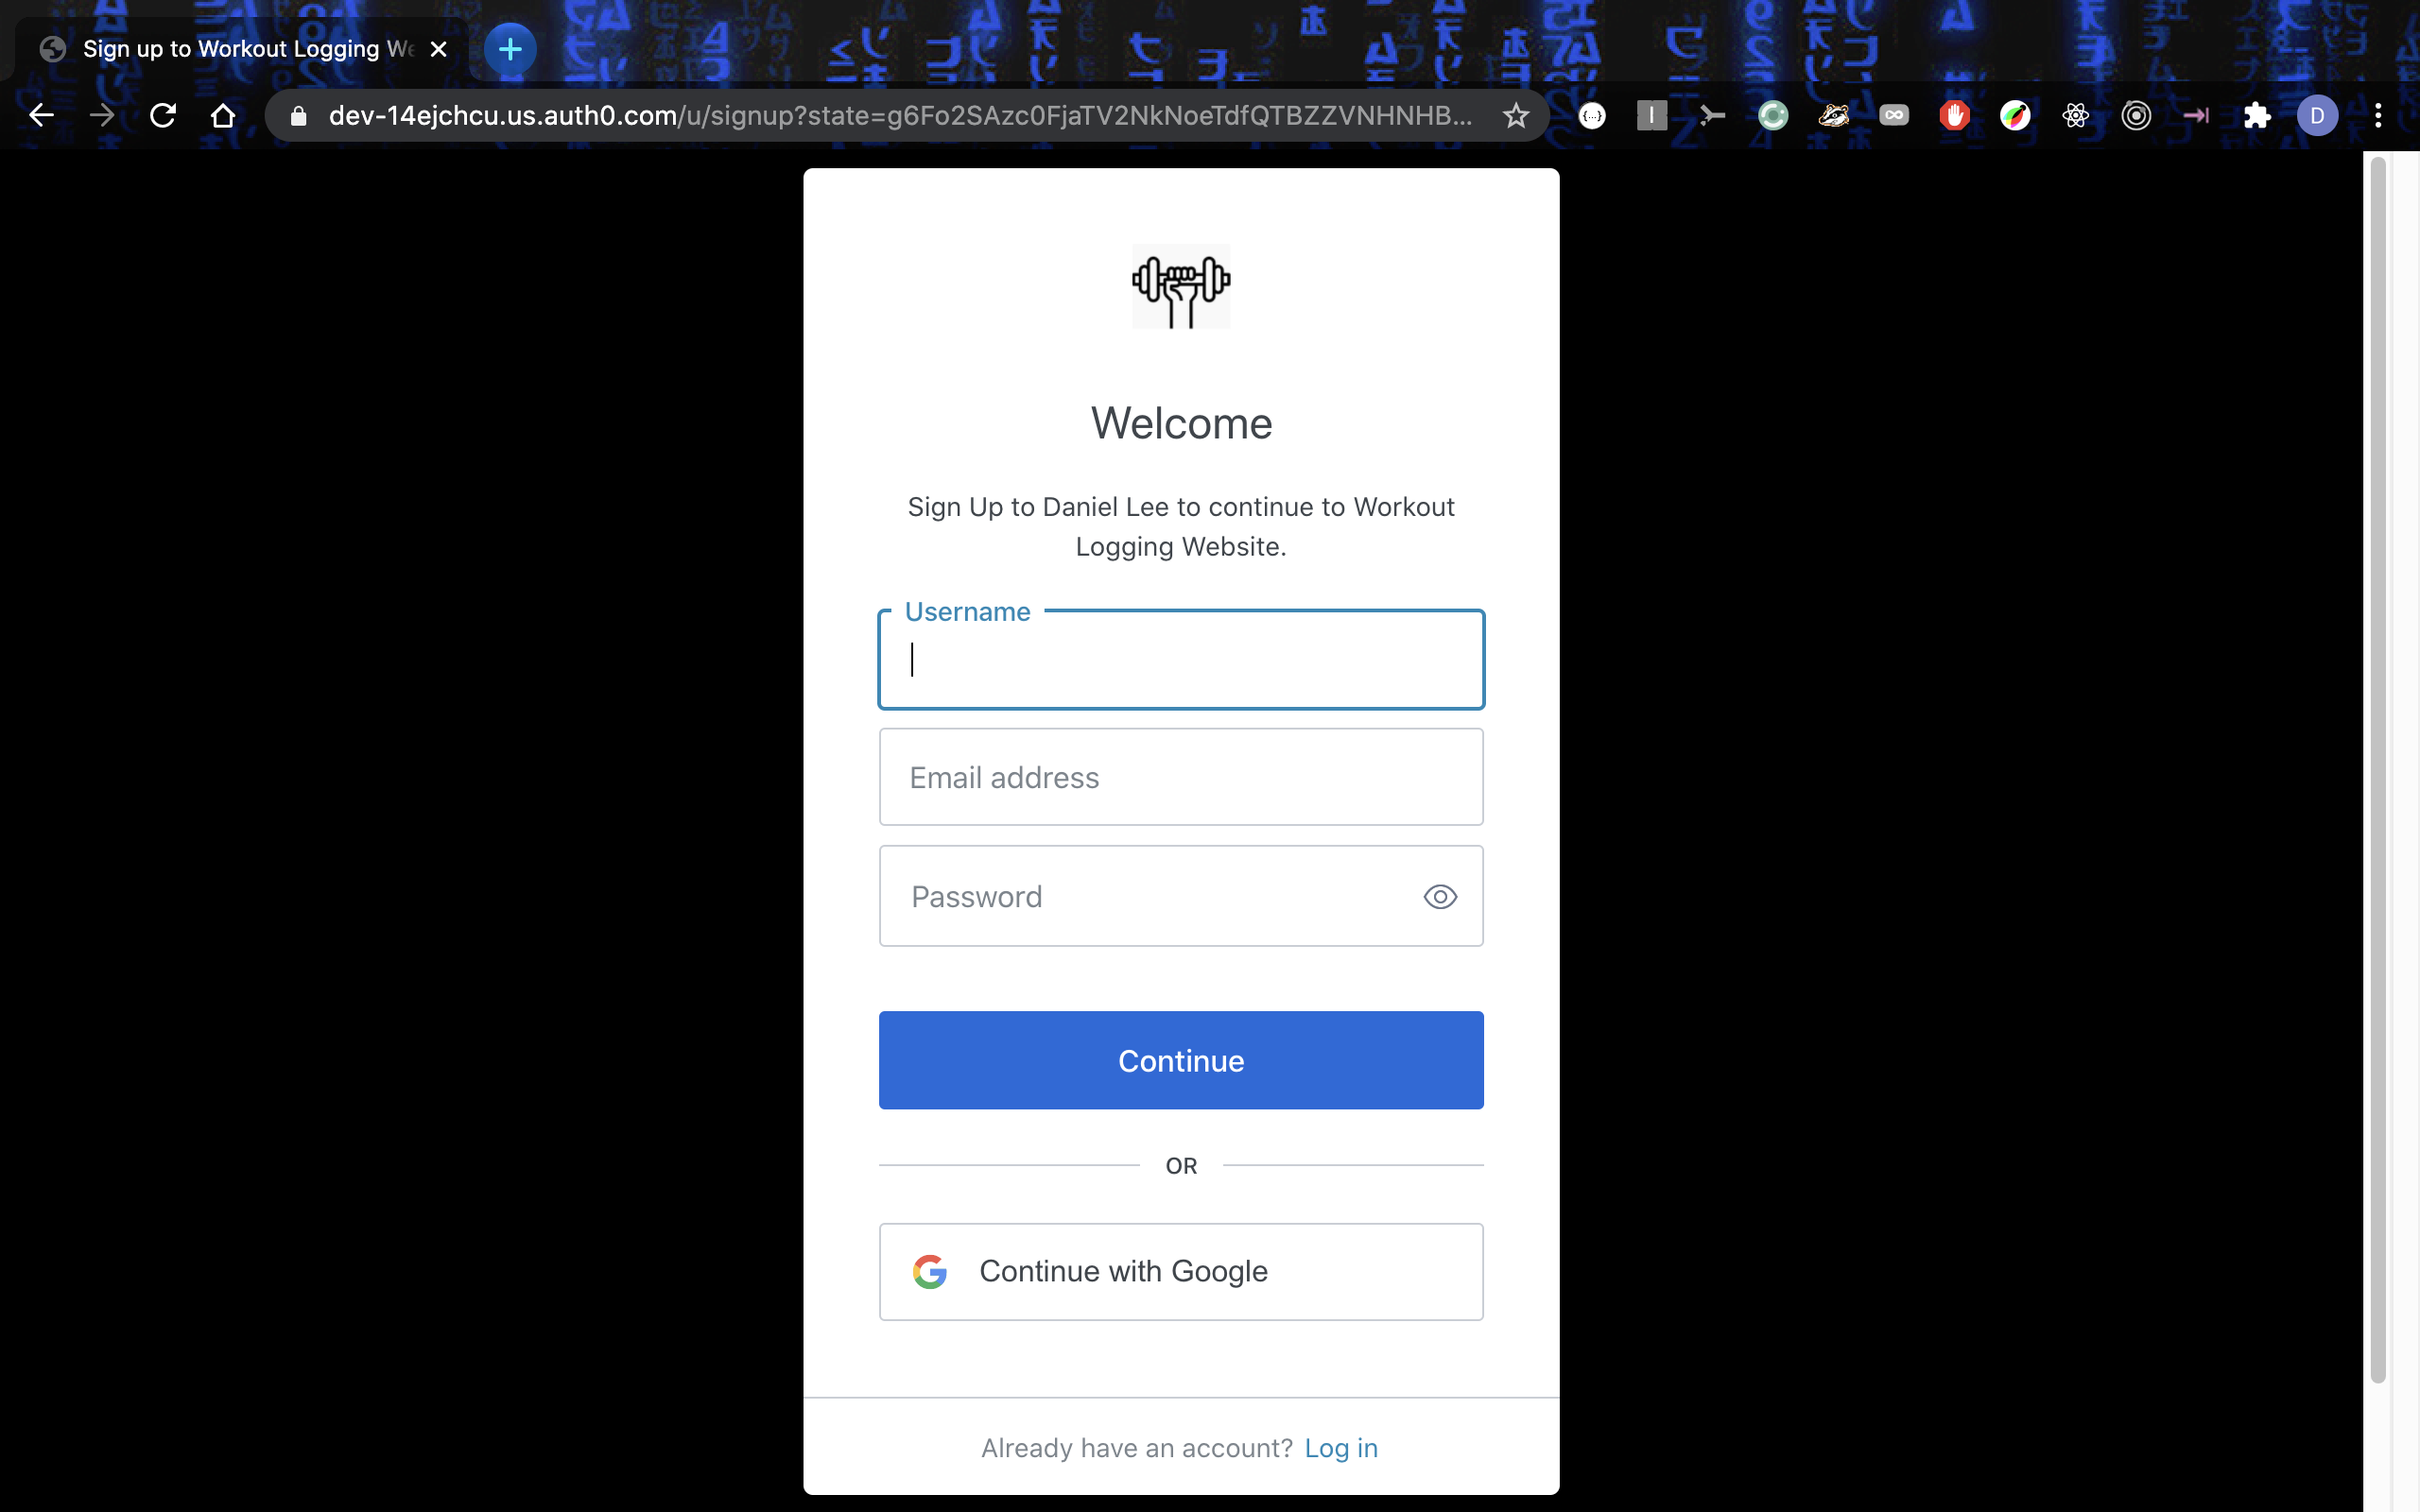 Sign up to Workout Logging We
dev-14ejchcu.us.auth0.com/u/signup?state=g6Fo2SAzc0FjaTV2NkNoeTdfQTBZZVNHNHB...
D
Welcome
Sign Up to Daniel Lee to continue to Workout
Logging Website.
Username
Email address
Password
Continue
OR
Continue with Google
Already have an account? Log in